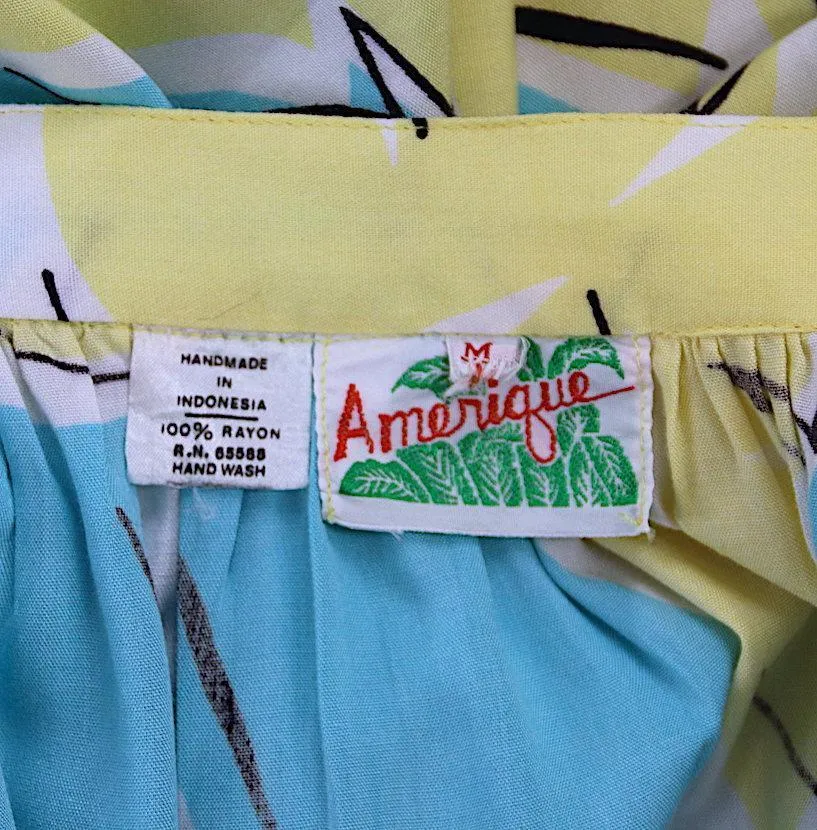 HANDMADE
IN
INDONESIA
100% RAYON
R.N. 65588
HAND WASH
M
Amerique